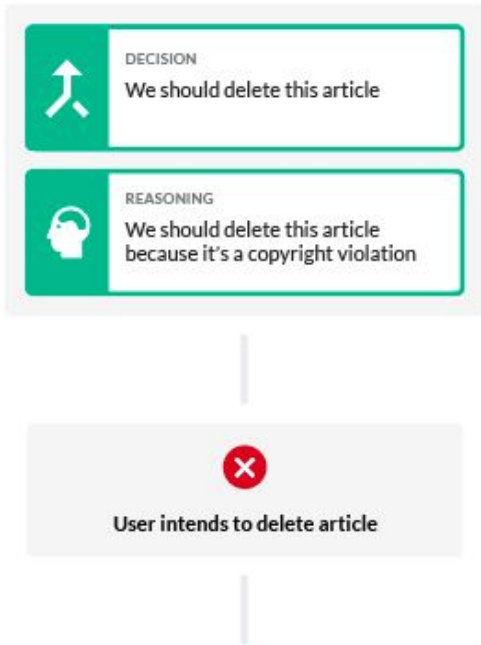 DECISION
We should delete this article
REASONING
We should delete this article
because it's a copyright violation
User intends to delete article